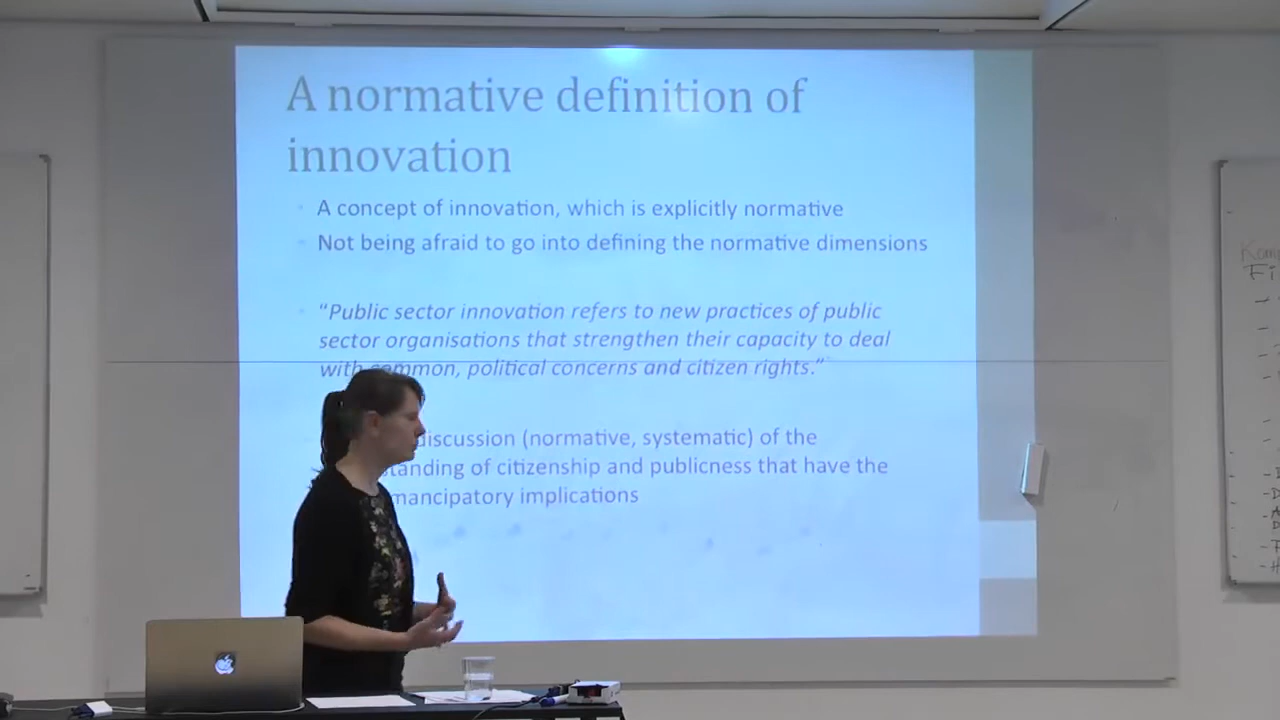 A normative definition of
innovation
A concept of innovation, which is explicitly normative
Not being afraid to go into defining the normative dimensions
“Public sector innovation refers to new practices of public
sector organisations that strengthen their capacity to deal
with common, political concerns and citizen rights.”
discussion (normative, systematic) of the
of citizenship and publicness that have the
implications